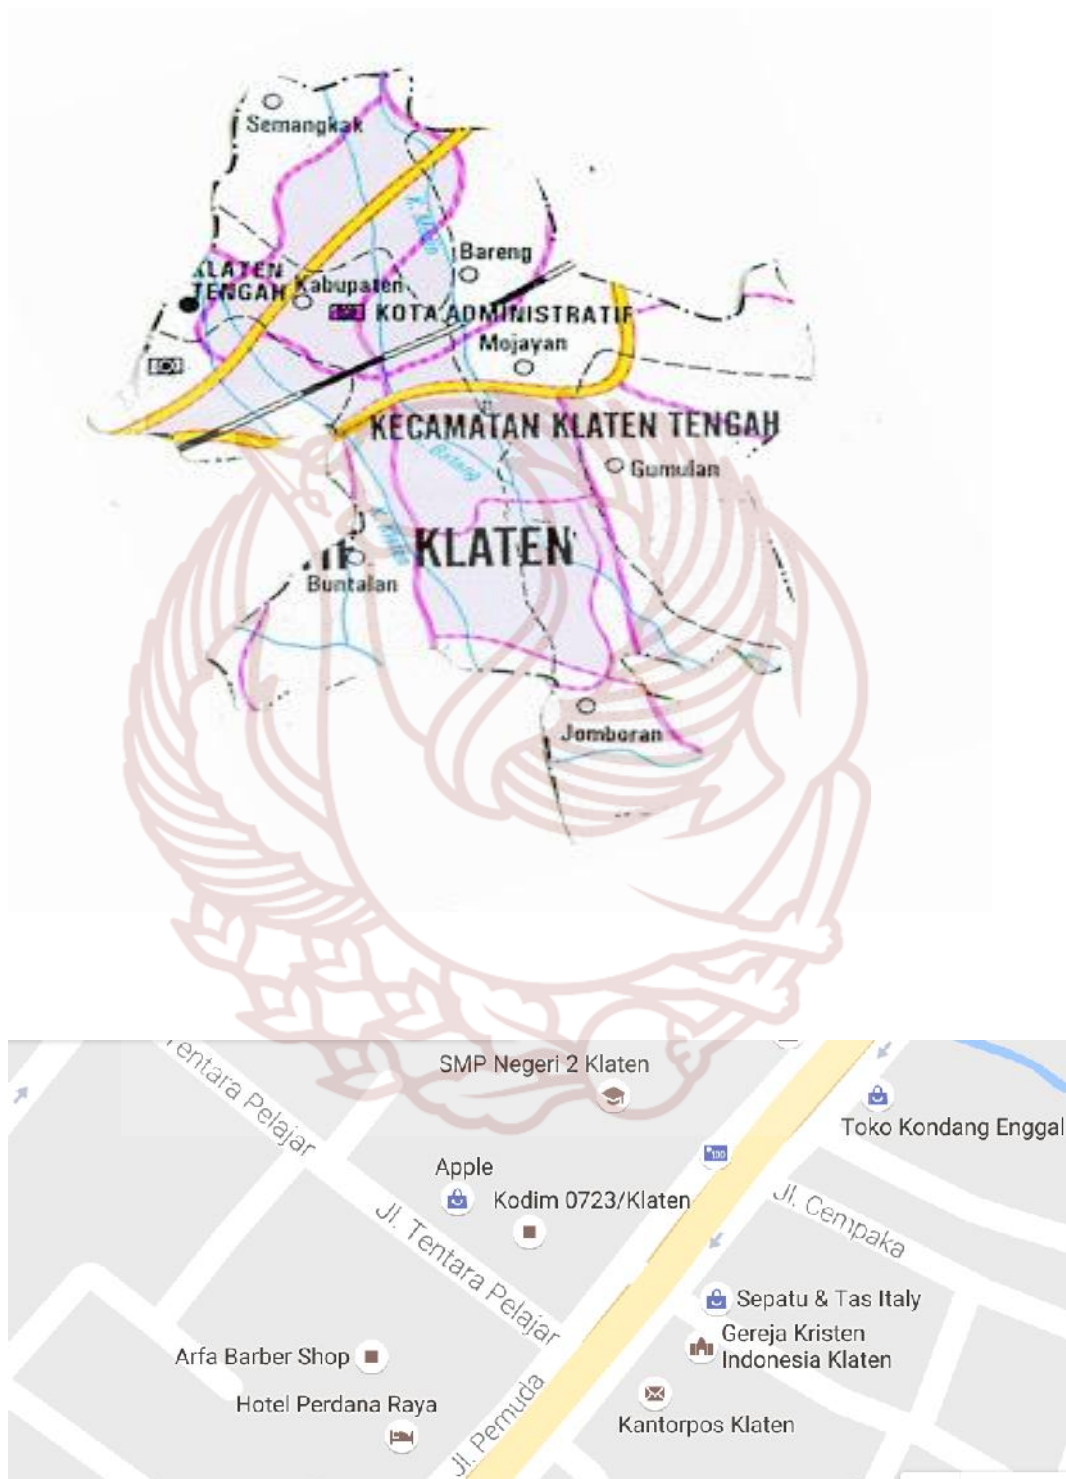 Semangkak
Bareng
KLATEN
TENGAH
Kabupaten
KOTA ADMINISTRATIF
Mojayan
KECAMATAN KLATEN TENGAH
K. Batang
Gumulan
KLATEN
Buntalan
Jomboran
Tentara Pelajar
SMP Negeri 2 Klaten
Toko Kondang Enggal
Apple
Kodim 0723/Klaten
Jl. Cempaka
Jl. Tentara Pelajar
Sepatu & Tas Italy
Gereja Kristen
Indonesia Klaten
Arfa Barber Shop
Hotel Perdana Raya
Kantorpos Klaten
Jl. Pemuda